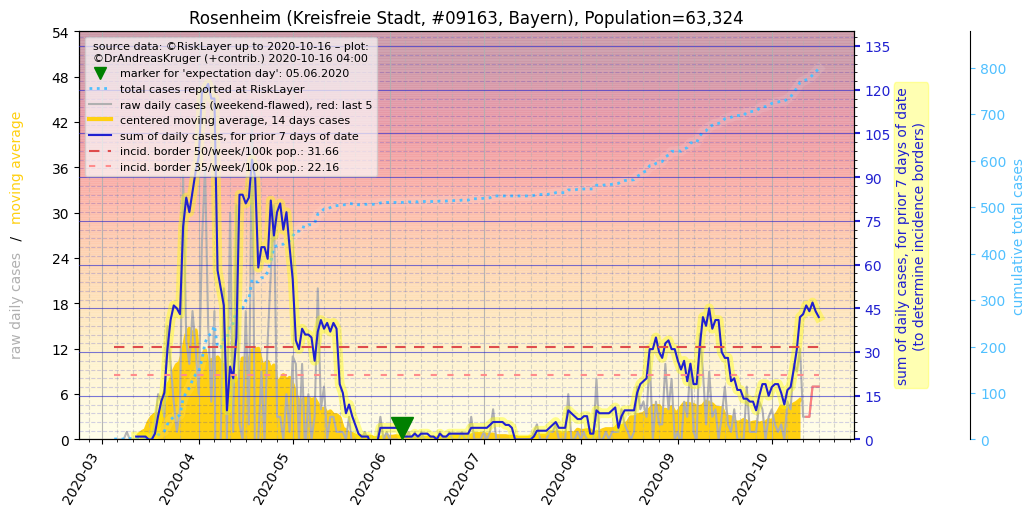 Rosenheim (Kreisfreie Stadt, #09163, Bayern), Population=63,324
source data: ©RiskLayer up to 2020-10-16 – plot:
©DrAndreasKruger (+contrib.) 2020-10-16 04:00
marker for 'expectation day': 05.06.2020
total cases reported at RiskLayer
raw daily cases (weekend-flawed), red: last 5
centered moving average, 14 days cases
sum of daily cases, for prior 7 days of date
incid. border 50/week/100k pop.: 31.66
incid. border 35/week/100k pop.: 22.16
raw daily cases / moving average
54
48
42
36
30
24
18
12
6
0
2020-03
2020-04
2020-05
2020-06
2020-07
2020-08
2020-09
2020-10
135
120
105
90
75
60
45
30
15
0
sum of daily cases, for prior 7 days of date
(to determine incidence borders)
800
700
600
500
400
300
200
100
0
cumulative total cases